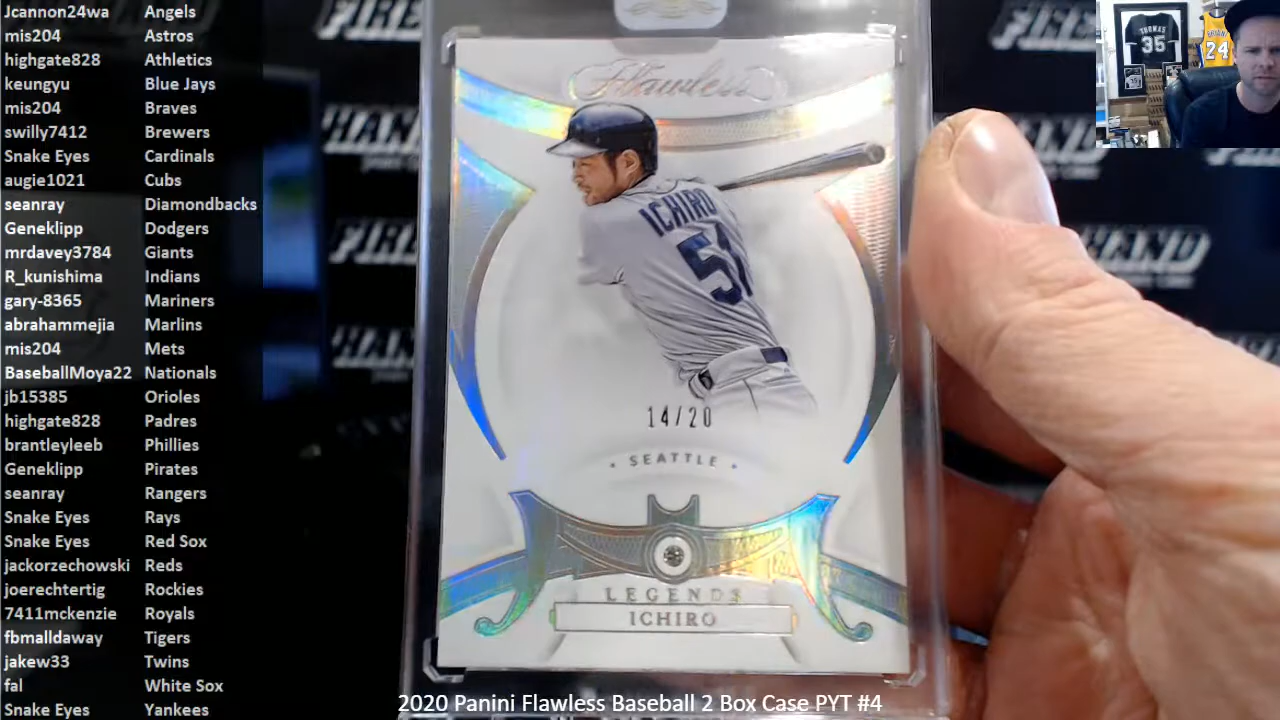 Jcannon24wa Angels
mis204 Astros
highgate828 Athletics
keungyu Blue Jays
mis204 Braves
swilly7412 Brewers
Snake Eyes Cardinals
augie1021 Cubs
seanray Diamondbacks
Geneklipp Dodgers
mrdavey3784 Giants
R_kunishima Indians
gary-8365 Mariners
abrahammejia Marlins
mis204 Mets
BaseballMoya22 Nationals
jb15385 Orioles
highgate828 Padres
brantleyleeb Phillies
Geneklipp Pirates
seanray Rangers
Snake Eyes Rays
Snake Eyes Red Sox
jackorzechowski Reds
joerechtertig Rockies
7411mckenzie Royals
fbmalldaway Tigers
jakew33 Twins
fal White Sox
Snake Eyes Yankees
Flawless
ICHIRO
51
14/20
SEATTLE
LEGENDS
ICHIRO
THOMAS
35
BRYANT
24
2020 Panini Flawless Baseball 2 Box Case PYT #4